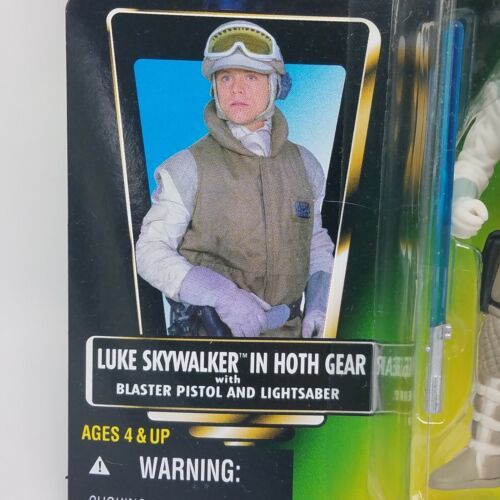 LUKE SKYWALKER™ IN HOTH GEAR
with
BLASTER PISTOL AND LIGHTSABER
AGES 4 & UP
WARNING: